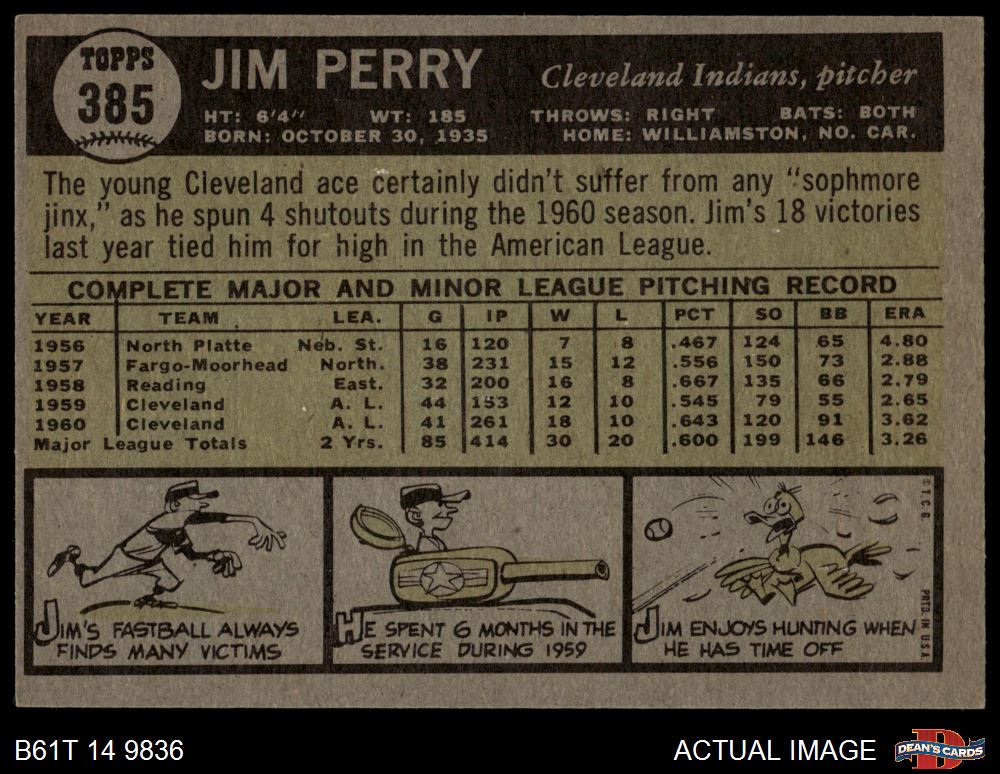 TOPPS
385
JIM PERRY
Cleveland Indians, pitcher
HT: 6'4" WT: 185 THROWS: RIGHT BATS: BOTH
BORN: OCTOBER 30, 1935 HOME: WILLIAMSTON, NO. CAR.
The young Cleveland ace certainly didn't suffer from any "sophmore
jinx," as he spun 4 shutouts during the 1960 season. Jim's 18 victories
last year tied him for high in the American League.
COMPLETE MAJOR AND MINOR LEAGUE PITCHING RECORD
YEAR TEAM LEA. G IP W L PCT SO BB ERA
1956 North Platte Neb. St. 16 120 7 8 .467 124 65 4.80
1957 Fargo-Moorhead North. 38 231 15 12 .556 150 73 2.88
1958 Reading East. 32 200 16 8 .667 135 66 2.79
1959 Cleveland A. L. 44 153 12 10 .545 79 55 2.65
1960 Cleveland A. L. 41 261 18 10 .643 120 91 3.62
Major League Totals 2 Yrs. 85 414 30 20 .600 199 146 3.26
JIM'S FASTBALL ALWAYS
FINDS MANY VICTIMS
HE SPENT 6 MONTHS IN THE
SERVICE DURING 1959
JIM ENJOYS HUNTING WHEN
HE HAS TIME OFF
© T.C.G. PRTD. IN U.S.A.
B61T 14 9836
ACTUAL IMAGE
DEAN'S CARDS